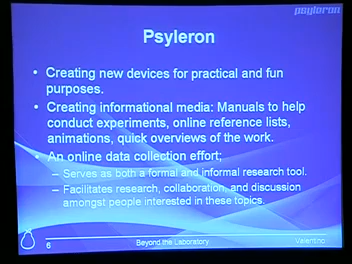 psyleron
Psyleron
• Creating new devices for practical and fun
purposes.
• Creating informational media: Manuals to help
conduct experiments, online reference lists,
animations, quick overviews of the work.
• An online data collection effort;
– Serves as both a formal and informal research tool.
– Facilitates research, collaboration, and discussion
amongst people interested in these topics.
6
Beyond the Laboratory
Valentino